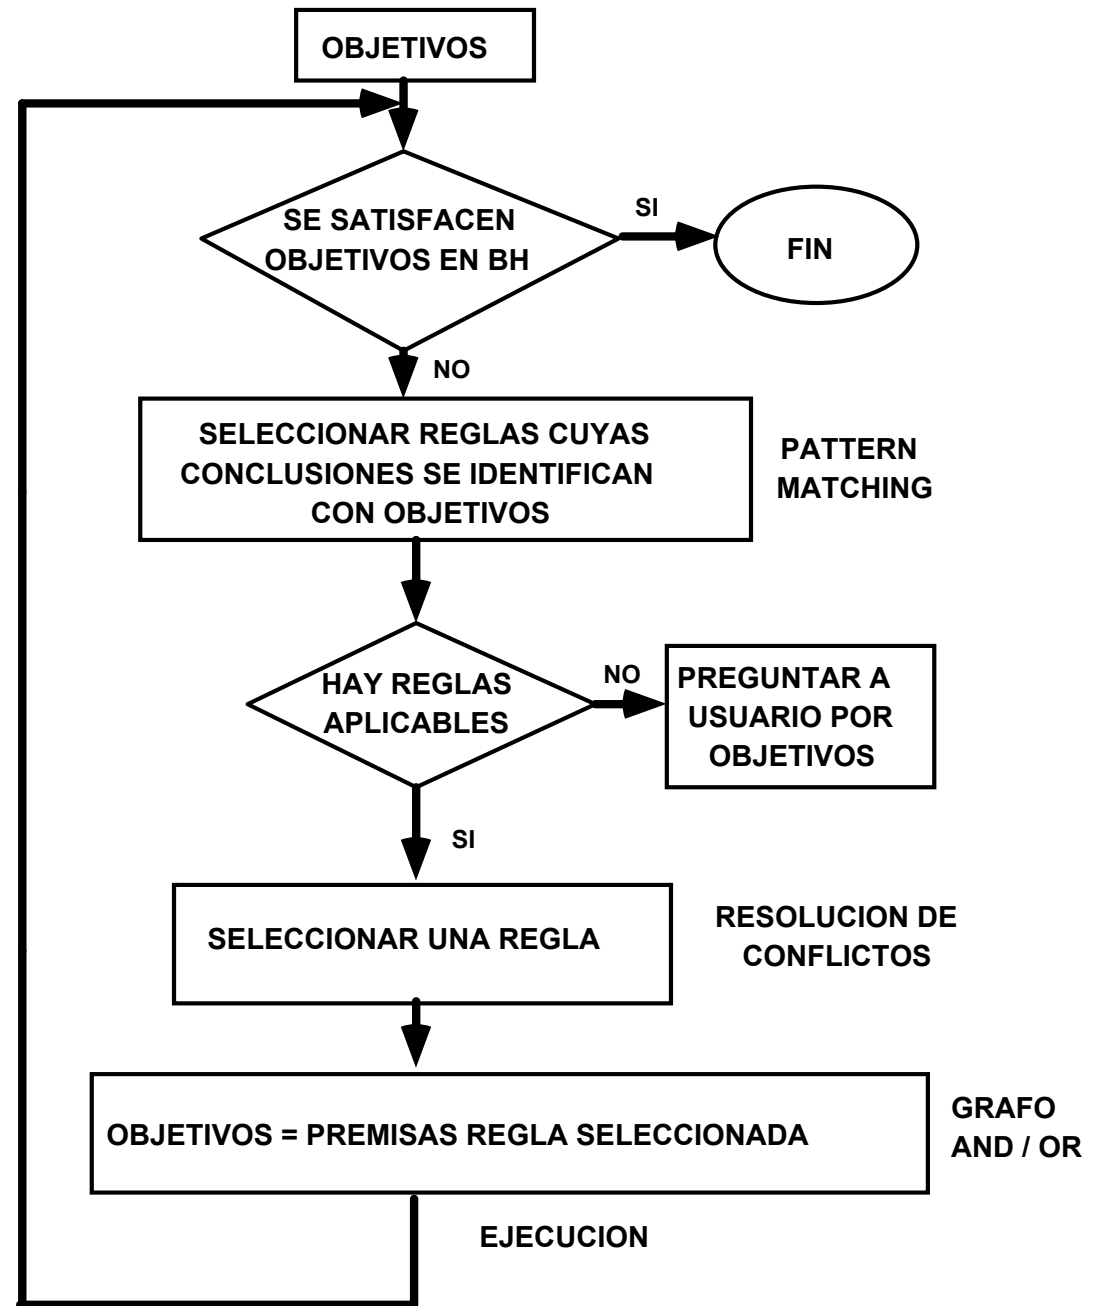 OBJETIVOS
SE SATISFACEN
OBJETIVOS EN BH
SI
FIN
NO
SELECCIONAR REGLAS CUYAS
CONCLUSIONES SE IDENTIFICAN
CON OBJETIVOS
PATTERN
MATCHING
HAY REGLAS
APLICABLES
NO
PREGUNTAR A
USUARIO POR
OBJETIVOS
SI
SELECCIONAR UNA REGLA
RESOLUCION DE
CONFLICTOS
OBJETIVOS = PREMISAS REGLA SELECCIONADA
GRAFO
AND / OR
EJECUCION